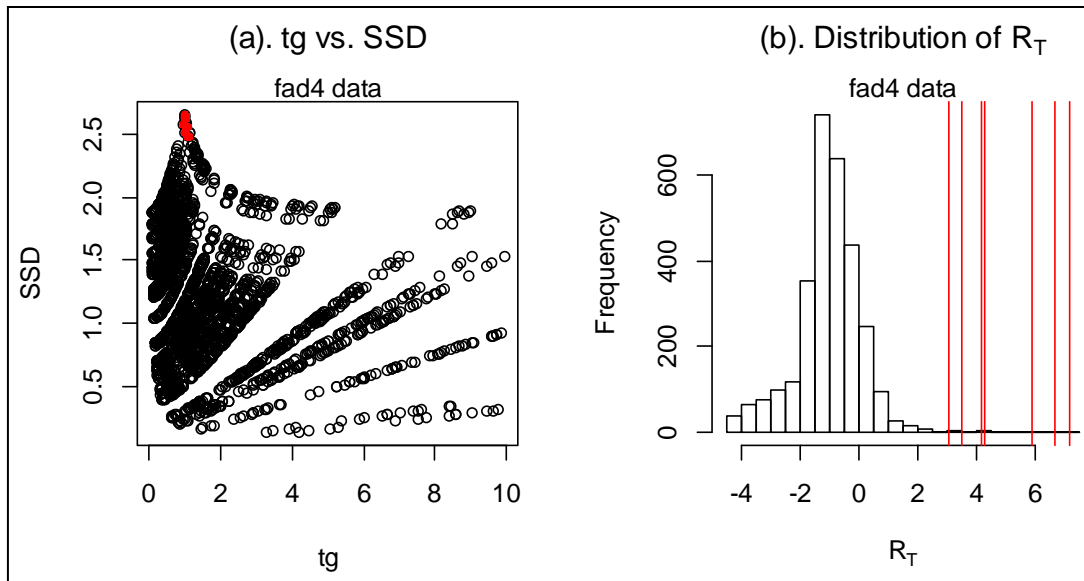 (a). tg vs. SSD
fad4 data
SSD
2.5
2.0
1.5
1.0
0.5
0 2 4 6 8 10
tg
(b). Distribution of R_T
fad4 data
Frequency
600
400
200
0
-4 -2 0 2 4 6
R_T